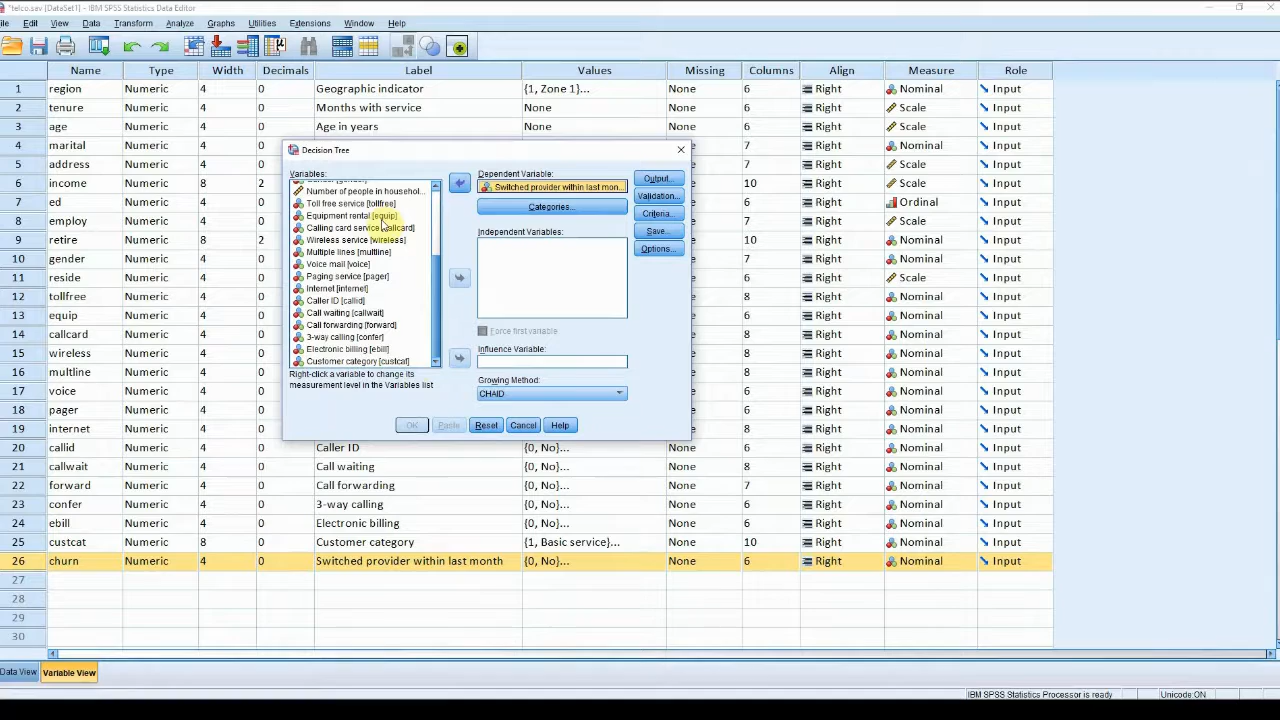 *telco.sav [DataSet1] - IBM SPSS Statistics Data Editor
Edit View Data Transform Analyze Graphs Utilities Extensions Window Help
Name Type Width Decimals Label Values Missing Columns Align Measure Role
1 region Numeric 4 0 Geographic indicator {1, Zone 1}... None 6 Right Nominal Input
2 tenure Numeric 4 0 Months with service None None 6 Right Scale Input
3 age Numeric 4 0 Age in years None None 6 Right Scale Input
4 marital Numeric 4 0 6 Right Nominal Input
5 address Numeric 4 0 6 Right Scale Input
6 income Numeric 8 2 10 Right Scale Input
7 ed Numeric 4 0 6 Right Ordinal Input
8 employ Numeric 4 0 6 Right Scale Input
9 retire Numeric 8 2 10 Right Nominal Input
10 gender Numeric 4 0 6 Right Nominal Input
11 reside Numeric 4 0 6 Right Scale Input
12 tollfree Numeric 4 0 8 Right Nominal Input
13 equip Numeric 4 0 6 Right Nominal Input
14 callcard Numeric 4 0 8 Right Nominal Input
15 wireless Numeric 4 0 8 Right Nominal Input
16 multline Numeric 4 0 8 Right Nominal Input
17 voice Numeric 4 0 6 Right Nominal Input
18 pager Numeric 4 0 6 Right Nominal Input
19 internet Numeric 4 0 8 Right Nominal Input
20 callid Numeric 4 0 Caller ID {0, No}... None 6 Right Nominal Input
21 callwait Numeric 4 0 Call waiting {0, No}... None 8 Right Nominal Input
22 forward Numeric 4 0 Call forwarding {0, No}... None 7 Right Nominal Input
23 confer Numeric 4 0 3-way calling {0, No}... None 6 Right Nominal Input
24 ebill Numeric 4 0 Electronic billing {0, No}... None 6 Right Nominal Input
25 custcat Numeric 8 0 Customer category {1, Basic service}... None 10 Right Nominal Input
26 churn Numeric 4 0 Switched provider within last month {0, No}... None 6 Right Nominal Input
27
28
29
30
Decision Tree
Variables:
Number of people in househol...
Toll free service [tollfree]
Equipment rental [equip]
Calling card service [callcard]
Wireless service [wireless]
Multiple lines [multline]
Voice mail [voice]
Paging service [pager]
Internet [internet]
Caller ID [callid]
Call waiting [callwait]
Call forwarding [forward]
3-way calling [confer]
Electronic billing [ebill]
Customer category [custcat]
Right-click a variable to change its
measurement level in the Variables list
Dependent Variable:
Switched provider within last mon...
Categories...
Independent Variables:
Force first variable
Influence Variable:
Growing Method:
CHAID
Output...
Validation...
Criteria...
Save...
Options...
OK Paste Reset Cancel Help
Data View Variable View
IBM SPSS Statistics Processor is ready Unicode:ON